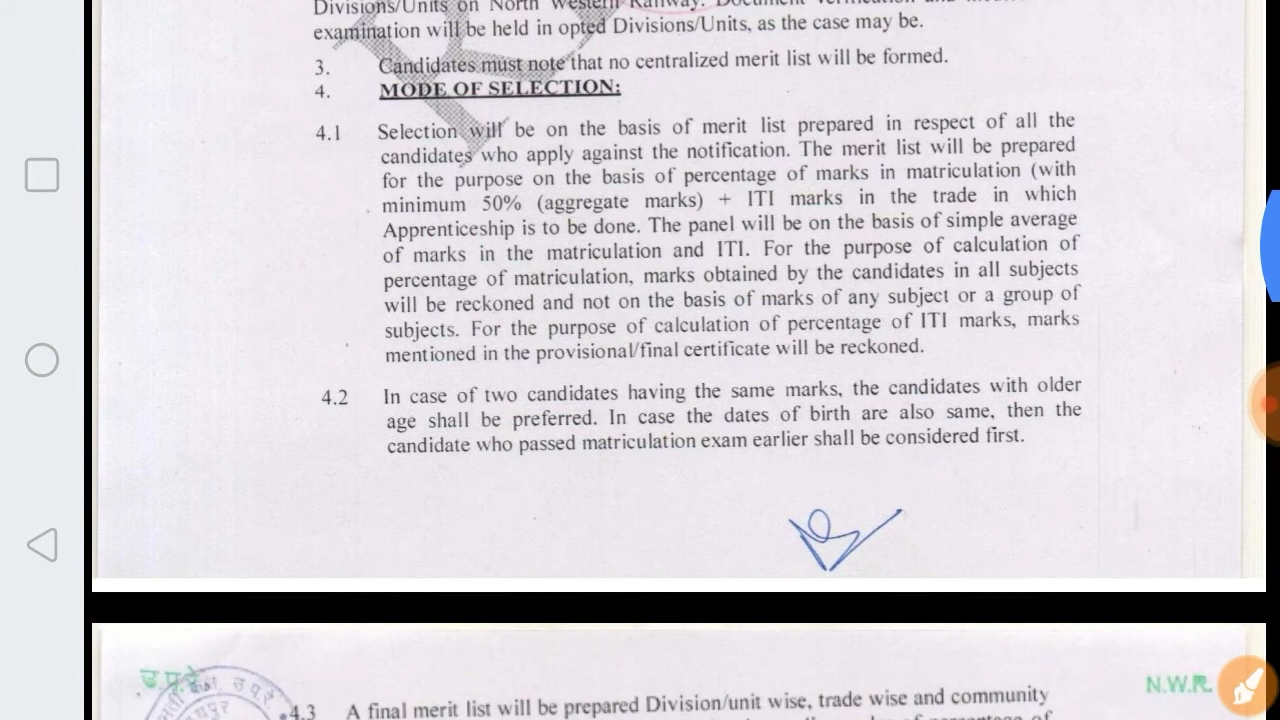 Divisions/Units on North Western Railway. Document verification and
examination will be held in opted Divisions/Units, as the case may be.
3. Candidates must note that no centralized merit list will be formed.
4. MODE OF SELECTION:
4.1 Selection will be on the basis of merit list prepared in respect of all the
candidates who apply against the notification. The merit list will be prepared
for the purpose on the basis of percentage of marks in matriculation (with
minimum 50% (aggregate marks) + ITI marks in the trade in which
Apprenticeship is to be done. The panel will be on the basis of simple average
of marks in the matriculation and ITI. For the purpose of calculation of
percentage of matriculation, marks obtained by the candidates in all subjects
will be reckoned and not on the basis of marks of any subject or a group of
subjects. For the purpose of calculation of percentage of ITI marks, marks
mentioned in the provisional/final certificate will be reckoned.
4.2 In case of two candidates having the same marks, the candidates with older
age shall be preferred. In case the dates of birth are also same, then the
candidate who passed matriculation exam earlier shall be considered first.
उ.प.रे.
N.W.R.
4.3 A final merit list will be prepared Division/unit wise, trade wise and community